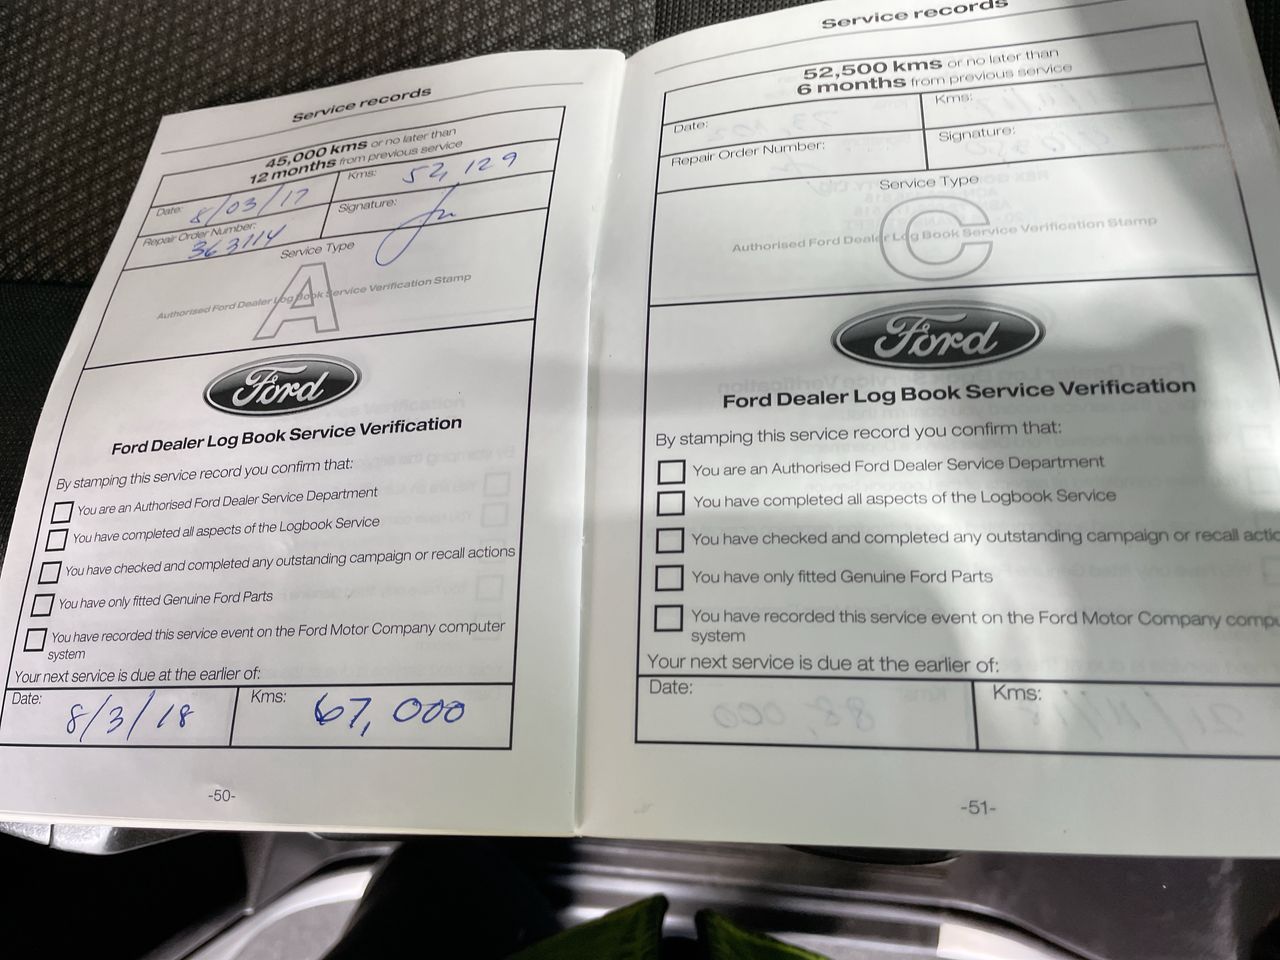 Service records
45,000 kms or no later than
12 months from previous service
Date: 8/03/17
Kms: 52,129
Repair Order Number: 363114
Signature:
Service Type
A
Authorised Ford Dealer Log Book Service Verification Stamp
Ford
Ford Dealer Log Book Service Verification
By stamping this service record you confirm that:
You are an Authorised Ford Dealer Service Department
You have completed all aspects of the Logbook Service
You have checked and completed any outstanding campaign or recall actions
You have only fitted Genuine Ford Parts
You have recorded this service event on the Ford Motor Company computer
system
Your next service is due at the earlier of:
Date: 8/3/18
Kms: 67,000
-50-
Service records
52,500 kms or no later than
6 months from previous service
Date:
Kms:
Repair Order Number:
Signature:
Service Type
C
Authorised Ford Dealer Log Book Service Verification Stamp
Ford
Ford Dealer Log Book Service Verification
By stamping this service record you confirm that:
You are an Authorised Ford Dealer Service Department
You have completed all aspects of the Logbook Service
You have checked and completed any outstanding campaign or recall actio
You have only fitted Genuine Ford Parts
You have recorded this service event on the Ford Motor Company compu
system
Your next service is due at the earlier of:
Date:
Kms:
-51-